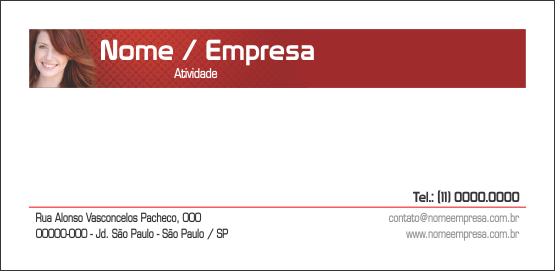 Nome / Empresa
Atividade
Tel.: (11) 0000.0000
Rua Alonso Vasconcelos Pacheco, 000
contato@nomeempresa.com.br
00000-000 - Jd. São Paulo - São Paulo / SP
www.nomeempresa.com.br